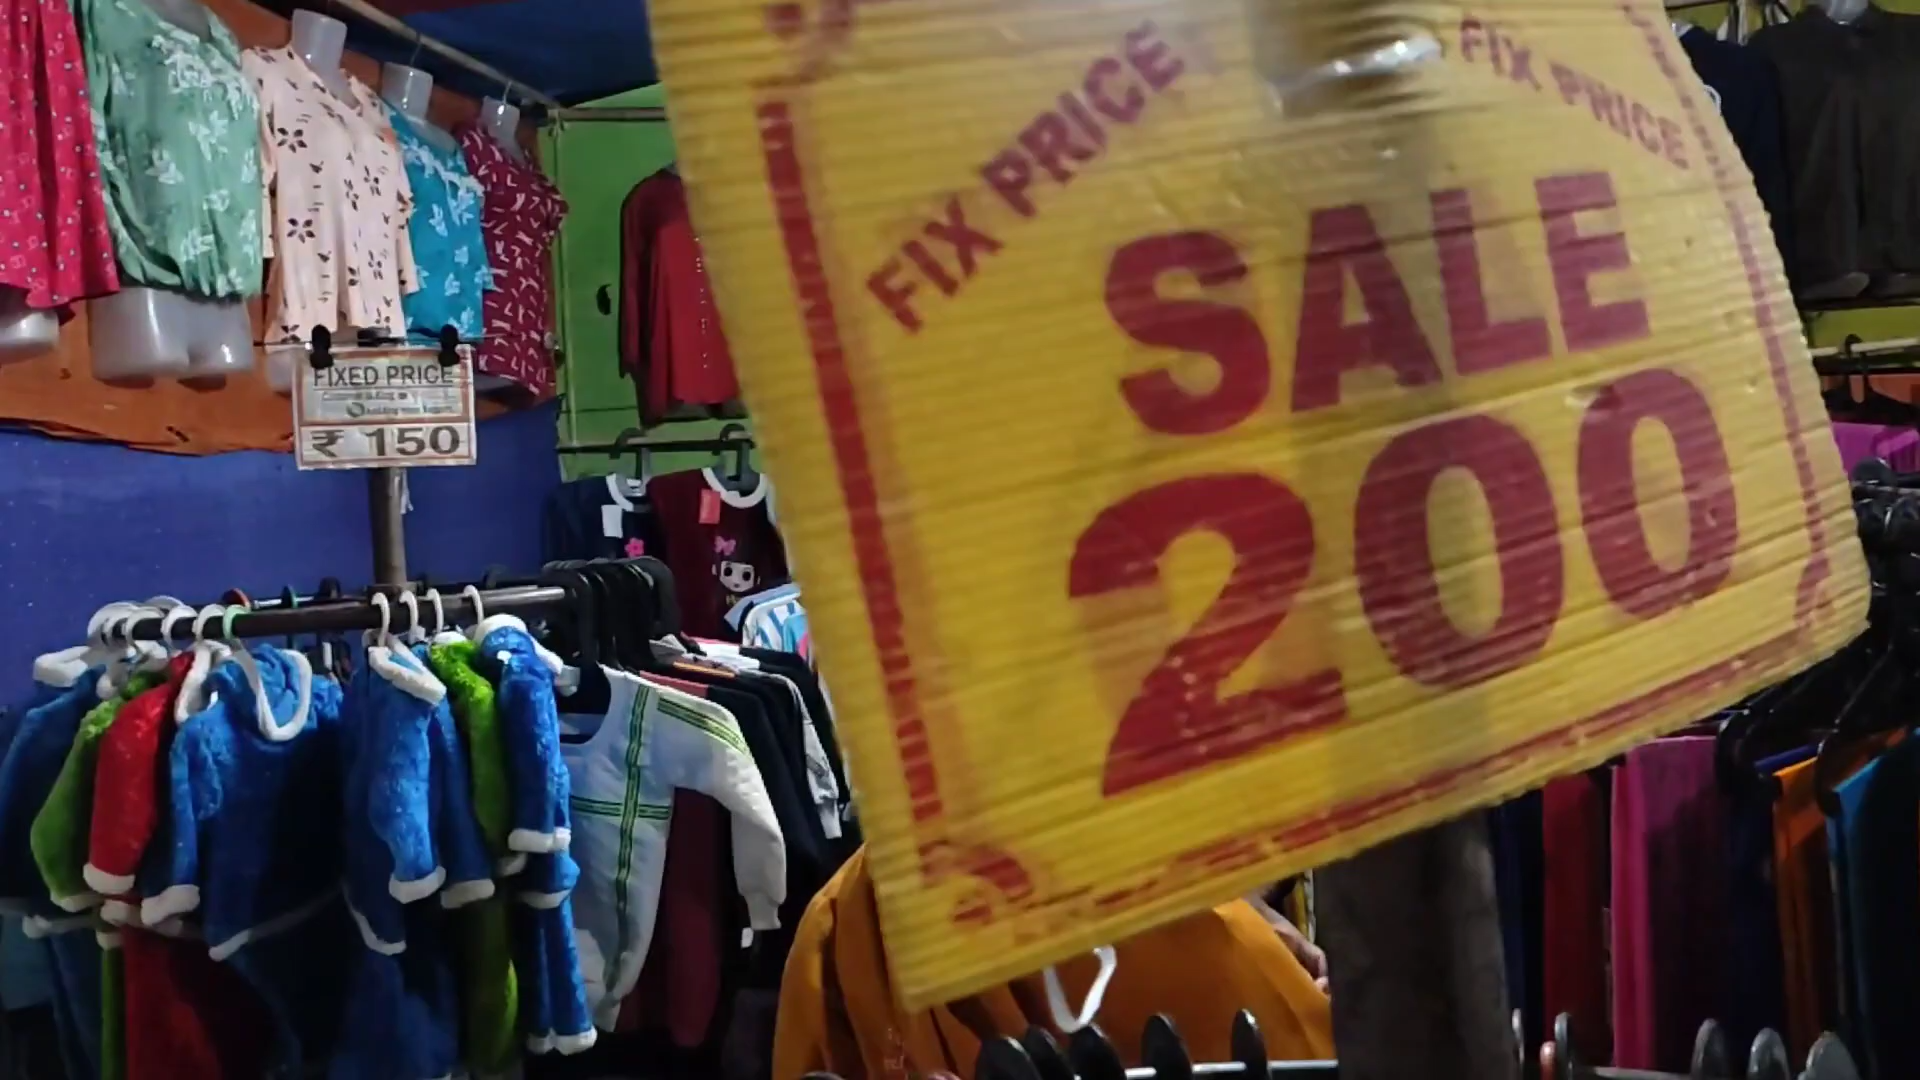 FIXED PRICE
₹ 150
FIX PRICE
FIX PRICE
SALE
200